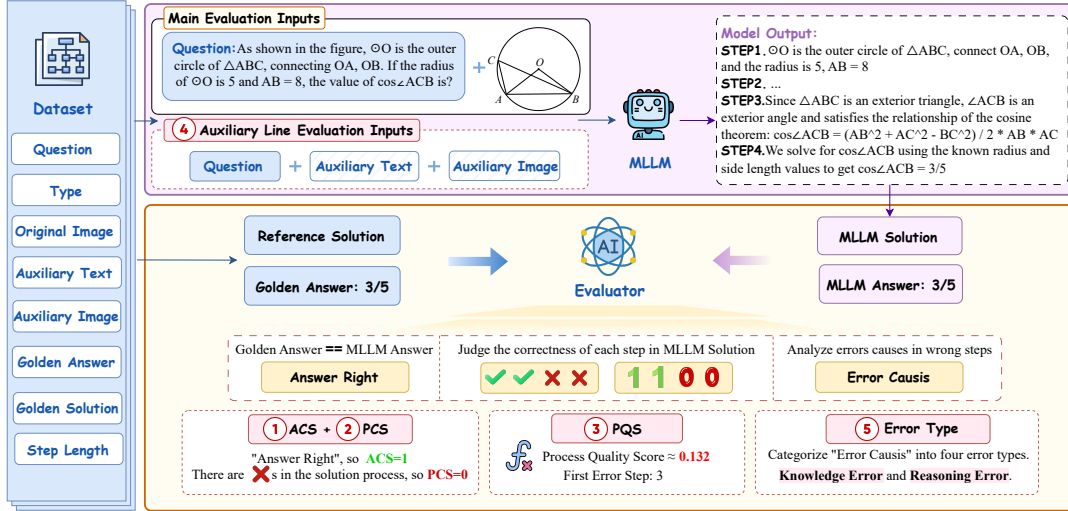 Dataset
Question
Type
Original Image
Auxiliary Text
Auxiliary Image
Golden Answer
Golden Solution
Step Length
Main Evaluation Inputs
Question: As shown in the figure, ⊙O is the outer
circle of △ABC, connecting OA, OB. If the radius
of ⊙O is 5 and AB = 8, the value of cos∠ACB is?
+
C
O
A
B
④ Auxiliary Line Evaluation Inputs
Question + Auxiliary Text + Auxiliary Image
AI
MLLM
Model Output:
STEP1. ⊙O is the outer circle of △ABC, connect OA, OB,
and the radius is 5, AB = 8
STEP2. ...
STEP3.Since △ABC is an exterior triangle, ∠ACB is an
exterior angle and satisfies the relationship of the cosine
theorem: cos∠ACB = (AB^2 + AC^2 - BC^2) / 2 * AB * AC
STEP4.We solve for cos∠ACB using the known radius and
side length values to get cos∠ACB = 3/5
Reference Solution
Golden Answer: 3/5
AI
Evaluator
MLLM Solution
MLLM Answer: 3/5
Golden Answer == MLLM Answer
Answer Right
Judge the correctness of each step in MLLM Solution
1 1 0 0
Analyze errors causes in wrong steps
Error Causis
① ACS + ② PCS
"Answer Right", so ACS=1
There are ✗s in the solution process, so PCS=0
③ PQS
Process Quality Score ≈ 0.132
First Error Step: 3
⑤ Error Type
Categorize "Error Causis" into four error types.
Knowledge Error and Reasoning Error.